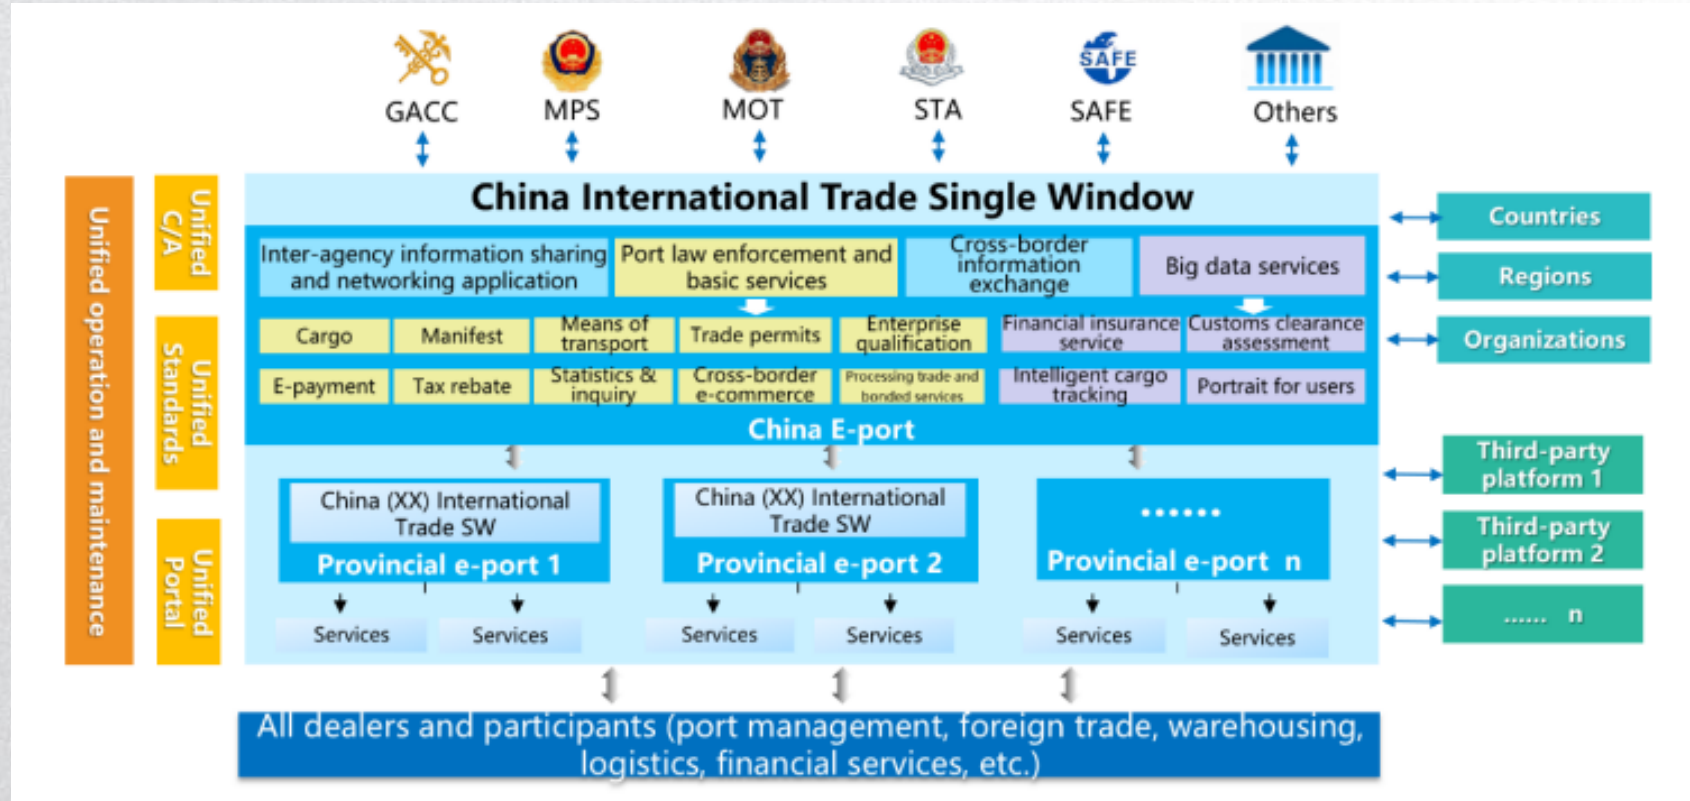 GACC
MPS
MOT
STA
SAFE
SAFE
Others
Unified operation and maintenance
Unified
C/A
Unified
Standards
Unified
Portal
China International Trade Single Window
Inter-agency information sharing
and networking application
Port law enforcement and
basic services
Cross-border
information
exchange
Big data services
Cargo
Manifest
Means of
transport
Trade permits
Enterprise
qualification
Financial insurance
service
Customs clearance
assessment
E-payment
Tax rebate
Statistics &
inquiry
Cross-border
e-commerce
Processing trade and
bonded services
Intelligent cargo
tracking
Portrait for users
China E-port
China (XX) International
Trade SW
Provincial e-port 1
China (XX) International
Trade SW
Provincial e-port 2
......
Provincial e-port n
Services
Services
Services
Services
Services
Services
Countries
Regions
Organizations
Third-party
platform 1
Third-party
platform 2
...... n
All dealers and participants (port management, foreign trade, warehousing,
logistics, financial services, etc.)